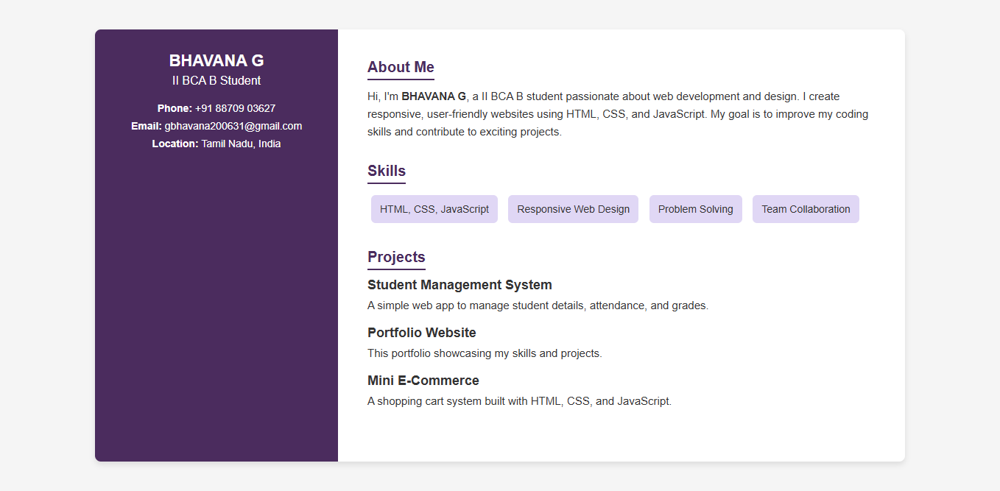 BHAVANA G
II BCA B Student
Phone: +91 88709 03627
Email: gbhavana200631@gmail.com
Location: Tamil Nadu, India
About Me
Hi, I'm BHAVANA G, a II BCA B student passionate about web development and design. I create
responsive, user-friendly websites using HTML, CSS, and JavaScript. My goal is to improve my coding
skills and contribute to exciting projects.
Skills
HTML, CSS, JavaScript
Responsive Web Design
Problem Solving
Team Collaboration
Projects
Student Management System
A simple web app to manage student details, attendance, and grades.
Portfolio Website
This portfolio showcasing my skills and projects.
Mini E-Commerce
A shopping cart system built with HTML, CSS, and JavaScript.